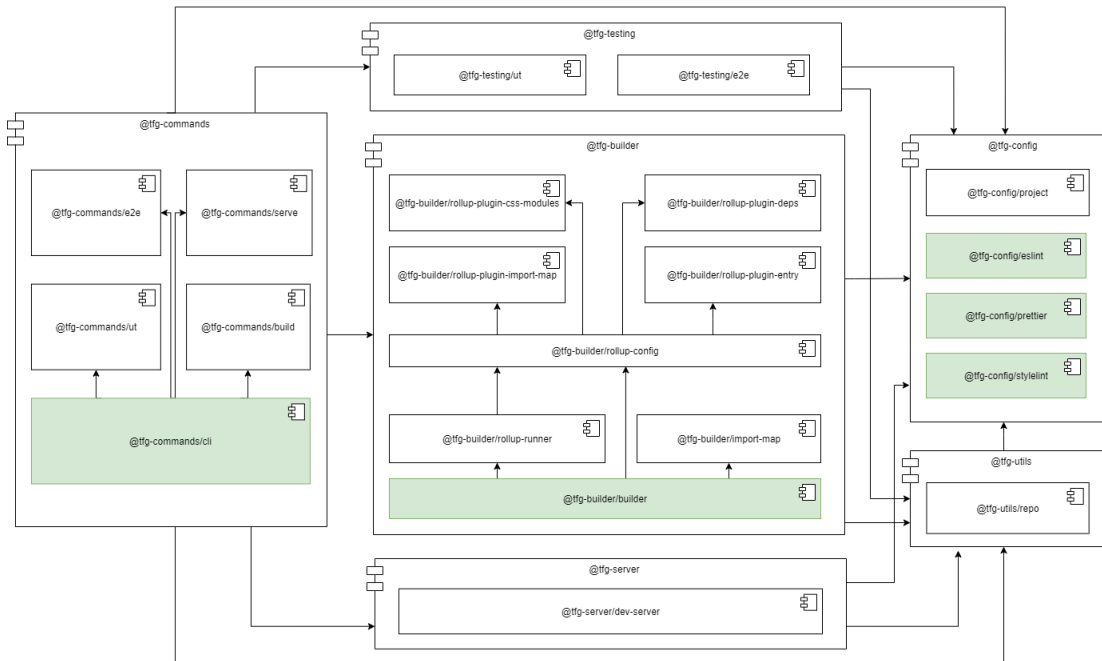 @tfg-testing
@tfg-testing/ut
@tfg-testing/e2e
@tfg-commands
@tfg-commands/e2e
@tfg-commands/serve
@tfg-commands/ut
@tfg-commands/build
@tfg-commands/cli
@tfg-builder
@tfg-builder/rollup-plugin-css-modules
@tfg-builder/rollup-plugin-deps
@tfg-builder/rollup-plugin-import-map
@tfg-builder/rollup-plugin-entry
@tfg-builder/rollup-config
@tfg-builder/rollup-runner
@tfg-builder/import-map
@tfg-builder/builder
@tfg-config
@tfg-config/project
@tfg-config/eslint
@tfg-config/prettier
@tfg-config/stylelint
@tfg-utils
@tfg-utils/repo
@tfg-server
@tfg-server/dev-server